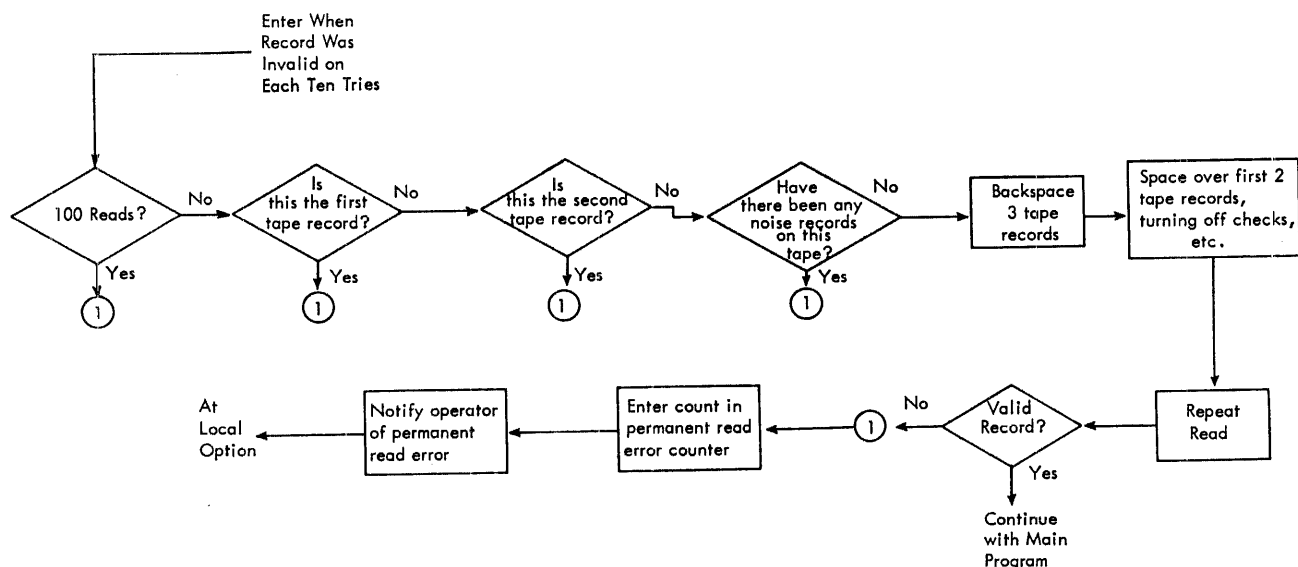 Enter When
Record Was
Invalid on
Each Ten Tries
100 Reads?
No
Yes
1
Is
this the first
tape record?
No
Yes
1
Is
this the second
tape record?
No
Yes
1
Have
there been any
noise records
on this
tape?
No
Yes
1
Backspace
3 tape
records
Space over first 2
tape records,
turning off checks,
etc.
Repeat
Read
Valid
Record?
No
Yes
Continue
with Main
Program
1
Enter count in
permanent read
error counter
Notify operator
of permanent
read error
At
Local
Option